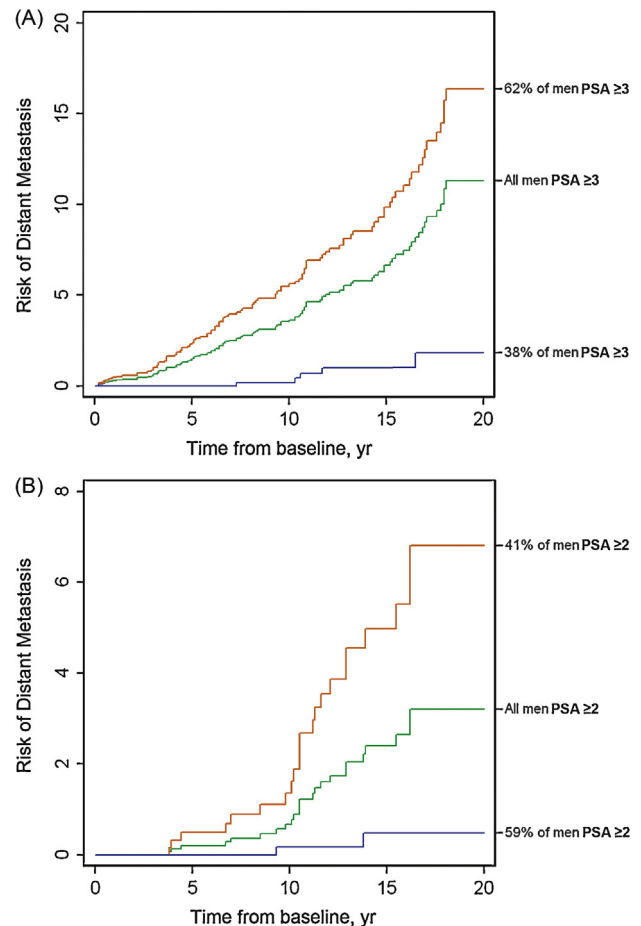 (A)
20
15
10
5
0
Risk of Distant Metastasis
62% of men PSA ≥3
All men PSA ≥3
38% of men PSA ≥3
0 5 10 15 20
Time from baseline, yr
(B)
8
6
4
2
0
Risk of Distant Metastasis
41% of men PSA ≥2
All men PSA ≥2
59% of men PSA ≥2
0 5 10 15 20
Time from baseline, yr